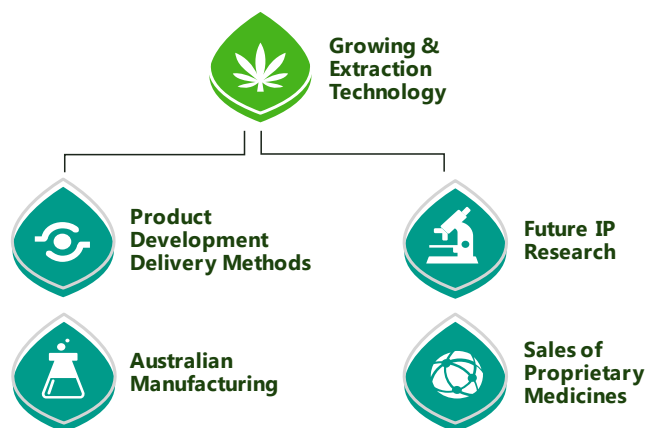 Growing &
Extraction
Technology
Product
Development
Delivery Methods
Future IP
Research
Australian
Manufacturing
Sales of
Proprietary
Medicines